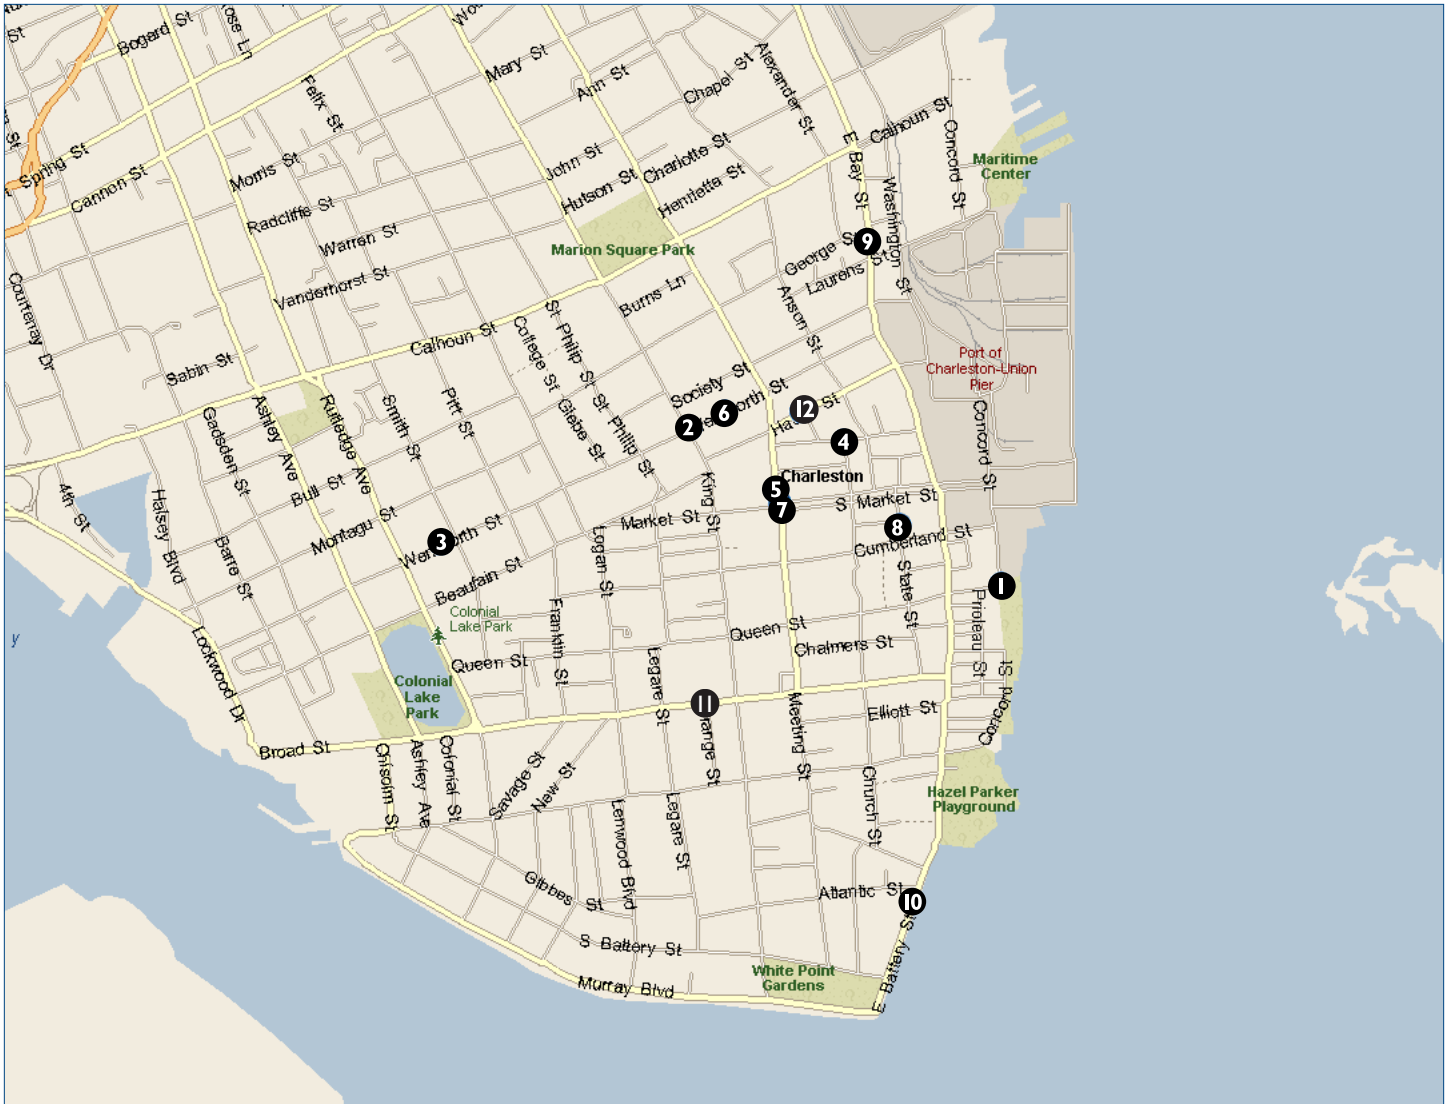 St
Bogard St
Mary St
Ann St
Chapel St
Alexander St
Felix St
Spring St
Cannon St
Morris St
Radcliffe St
Warren St
Vanderhorst St
John St
Hutson St
Charlotte St
Henrietta St
Calhoun St
E Bay St
Concord St
Washington St
Maritime
Center
Marion Square Park
9
George St
Laurens St
Burns Ln
Anson St
Courtenay Dr
Sabin St
Calhoun St
College St
St Philip St
St Philip St
Glebe St
Society St
Port of
Charleston-Union
Pier
Concord St
Ashley Ave
Rutledge Ave
Smith St
Pitt St
Gadsden St
Bull St
Montagu St
2
6
12
4
Charleston
5
7
S Market St
8
Cumberland St
4th St
Halsey Blvd
Barre St
3
Beaufain St
King St
Market St
Logan St
State St
1
Prioleau St
Concord St
Colonial
Lake Park
Franklin St
Queen St
Queen St
Chalmers St
Lockwood Dr
Colonial
Lake
Park
Legare St
11
Meeting St
Elliott St
Broad St
Chisolm St
Ashley Ave
Colonial St
Savage St
New St
Church St
Hazel Parker
Playground
Lenwood Blvd
Legare St
Gibbes St
Atlantic St
10
S Battery St
E Battery St
White Point
Gardens
Murray Blvd
y